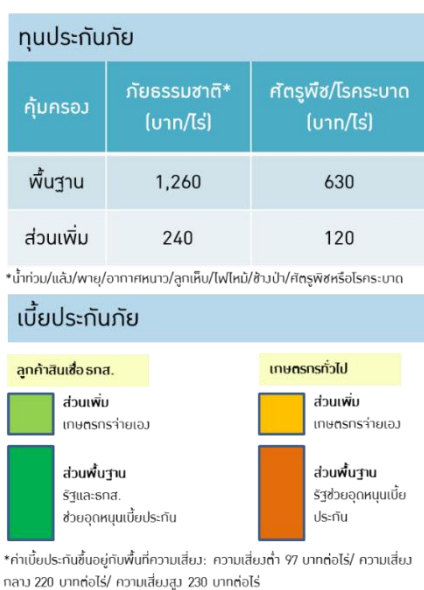 ทุนประกันภัย
คุ้มครอง
ภัยธรรมชาติ*
(บาท/ไร่)
ศัตรูพืช/โรคระบาด
(บาท/ไร่)
พื้นฐาน 1,260 630
ส่วนเพิ่ม 240 120
*น้ำท่วม/แล้ง/พายุ/อากาศหนาว/ลูกเห็บ/ไฟไหม้/ช้างป่า/ศัตรูพืชหรือโรคระบาด
เบี้ยประกันภัย
ลูกค้าสินเชื่อ ธกส.
ส่วนเพิ่ม
เกษตรกรจ่ายเอง
ส่วนพื้นฐาน
รัฐและธกส.
ช่วยอุดหนุนเบี้ยประกัน
เกษตรกรทั่วไป
ส่วนเพิ่ม
เกษตรกรจ่ายเอง
ส่วนพื้นฐาน
รัฐช่วยอุดหนุนเบี้ย
ประกัน
*ค่าเบี้ยประกันขึ้นอยู่กับพื้นที่ความเสี่ยง: ความเสี่ยงต่ำ 97 บาทต่อไร่/ ความเสี่ยง
กลาง 220 บาทต่อไร่/ ความเสี่ยงสูง 230 บาทต่อไร่